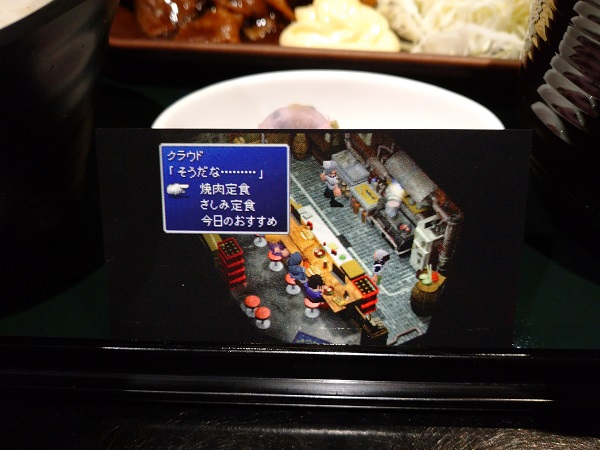 クラウド
「そうだな………」
焼肉定食
さしみ定食
今日のおすすめ